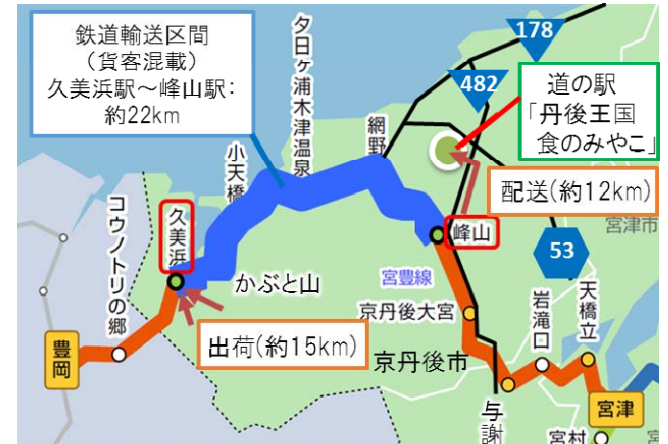 鉄道輸送区間
（貨客混載）
久美浜駅～峰山駅：
約22km
夕日ヶ浦木津温泉
178
482
道の駅
「丹後王国
食のみやこ」
網野
小天橋
配送(約12km)
宮津市
コウノトリの郷
久美浜
峰山
53
かぶと山
宮豊線
岩滝口
天橋立
京丹後大宮
出荷(約15km)
豊岡
京丹後市
与謝
宮津
宮村
宮